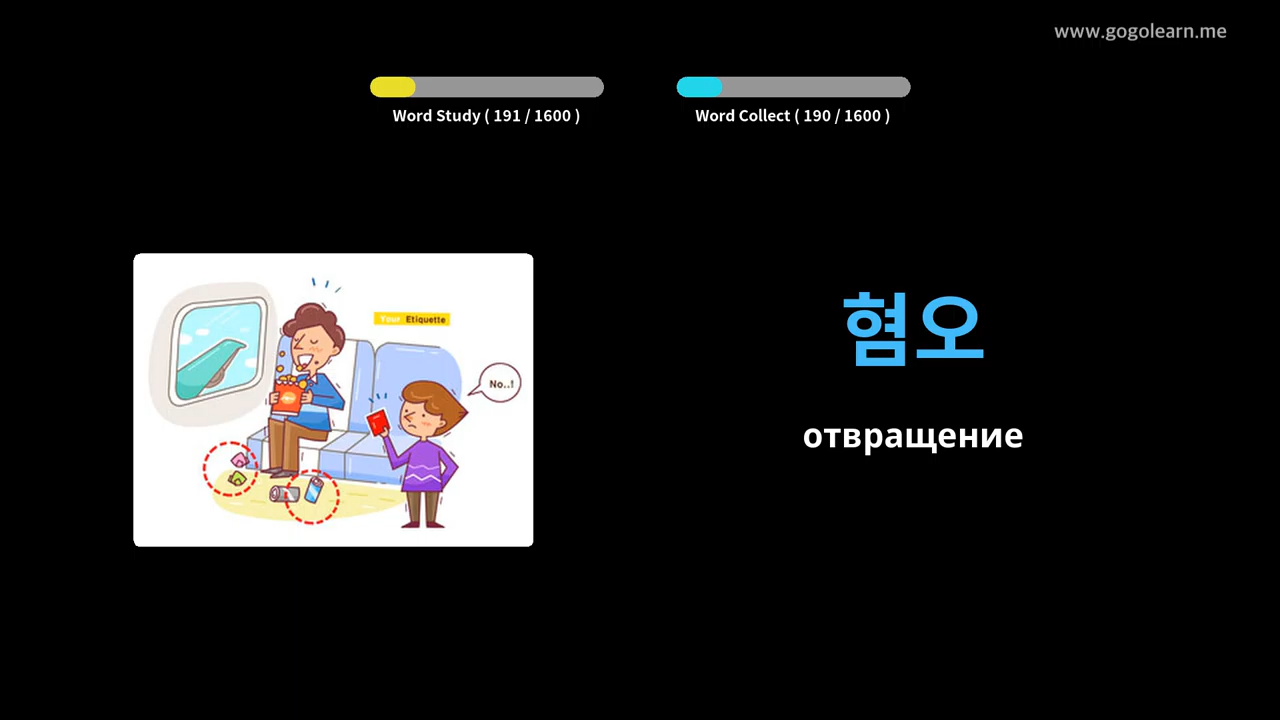 www.gogolearn.me
Word Study ( 191 / 1600 )
Word Collect ( 190 / 1600 )
Your Etiquette
No..!
혐오
отвращение